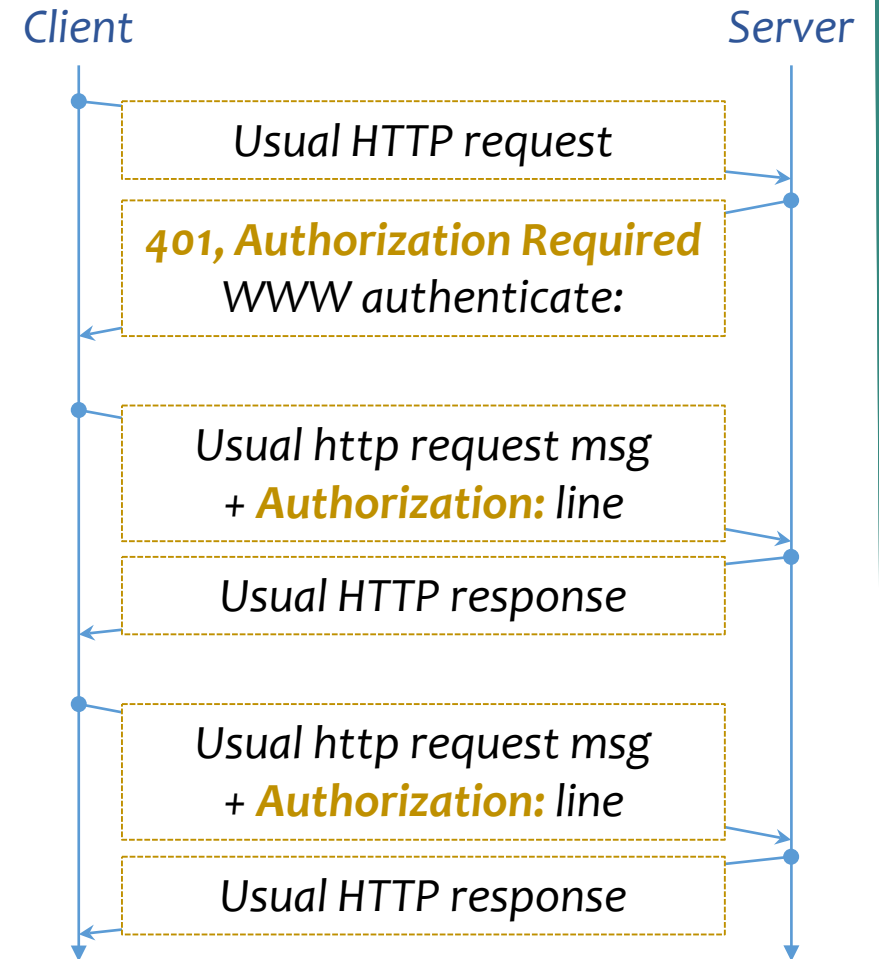 Client
Server
Usual HTTP request
401, Authorization Required
WWW authenticate:
Usual http request msg
+ Authorization: line
Usual HTTP response
Usual http request msg
+ Authorization: line
Usual HTTP response